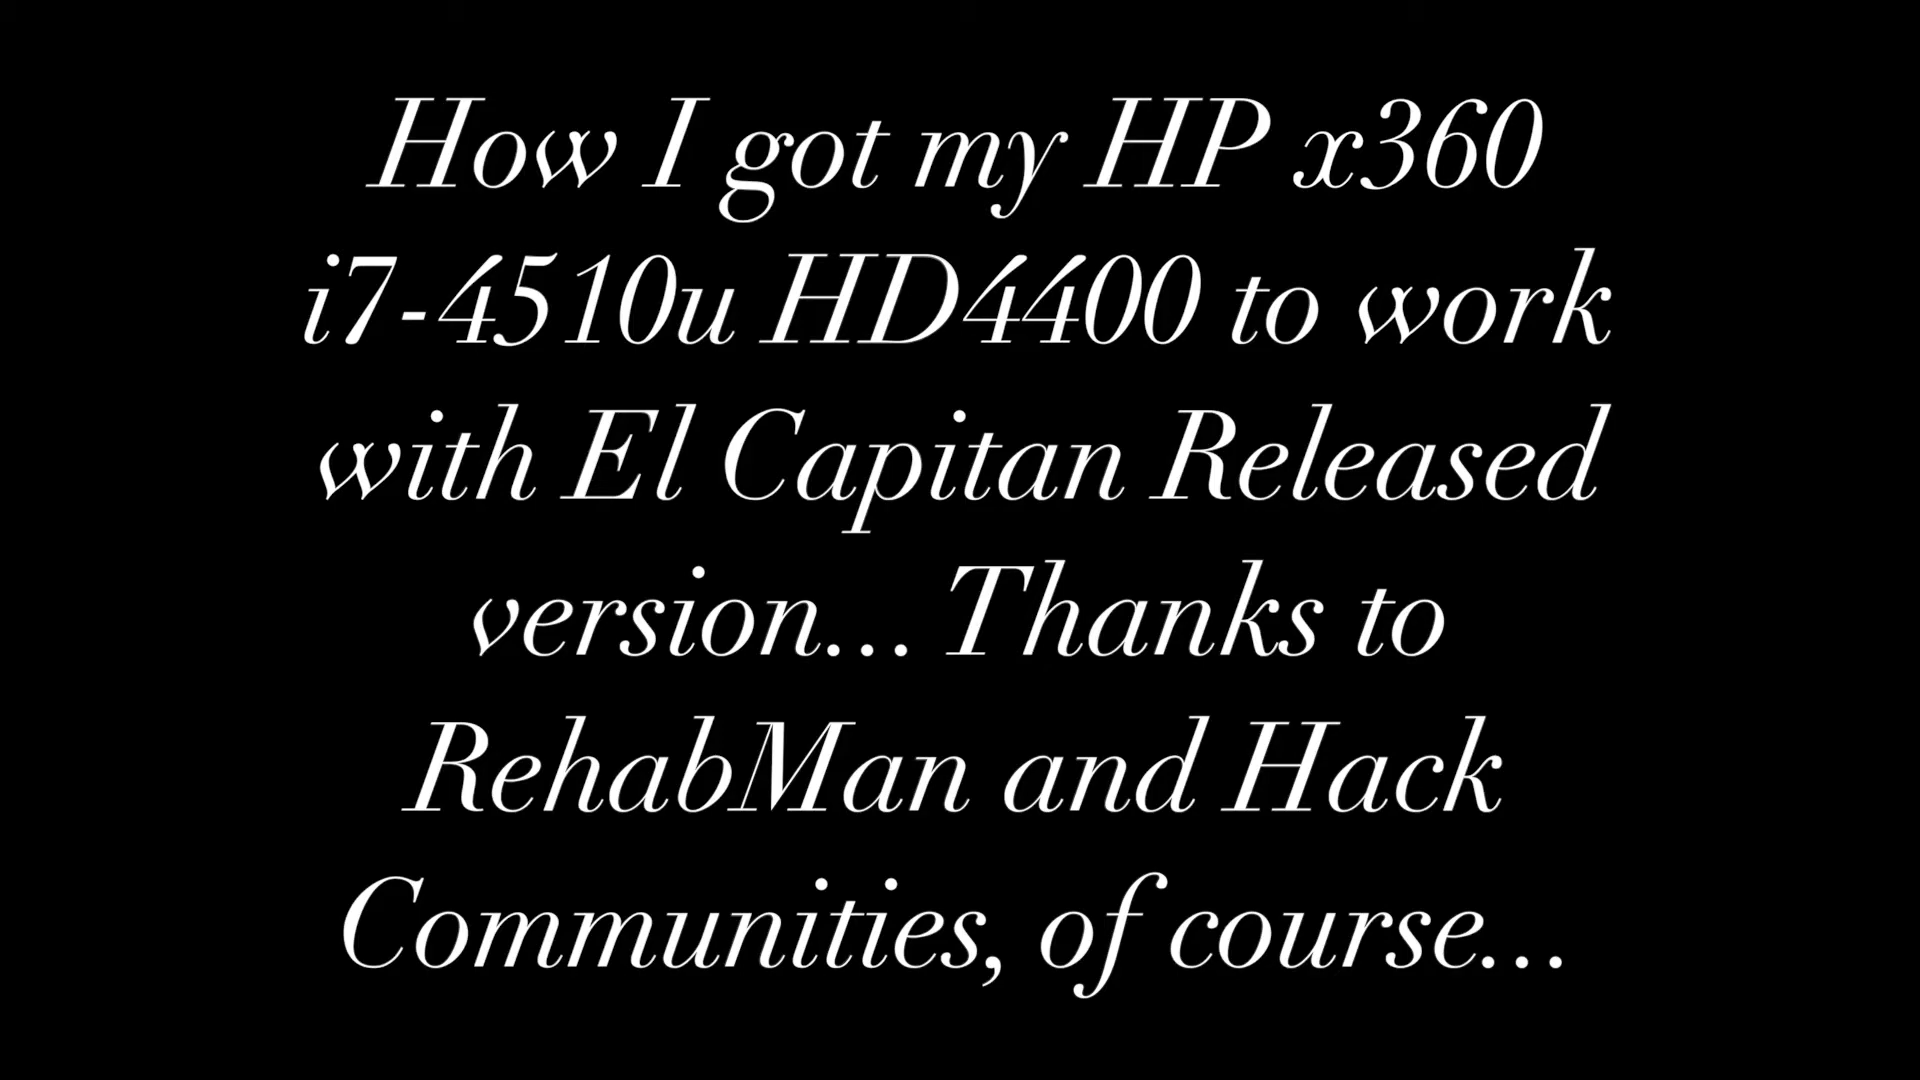 How I got my HP x360
i7-4510u HD4400 to work
with El Capitan Released
version... Thanks to
RehabMan and Hack
Communities, of course...